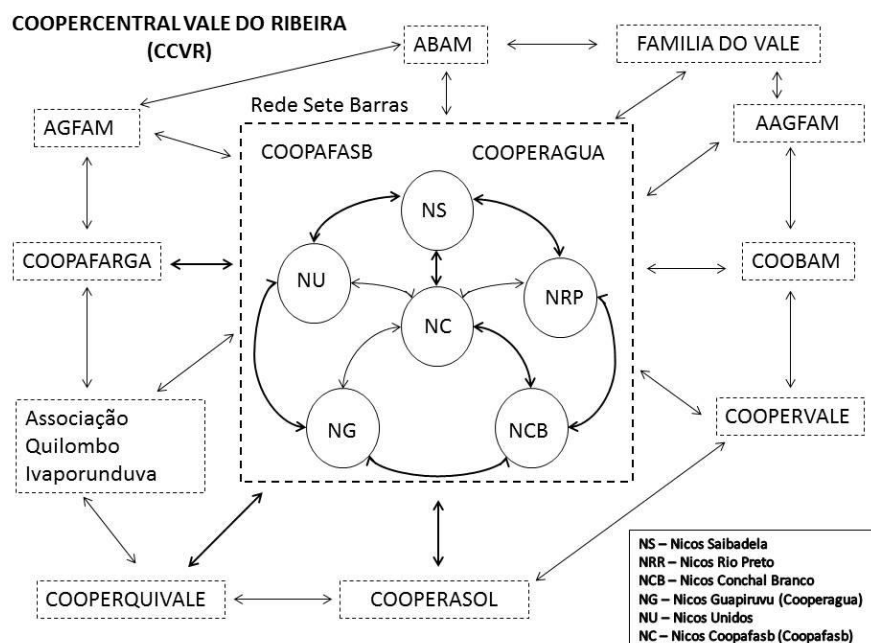 COOPERCENTRAL VALE DO RIBEIRA
(CCVR)
ABAM
FAMILIA DO VALE
Rede Sete Barras
AGFAM
AAGFAM
COOPAFASB
COOPERAGUA
NS
COOPAFARGA
NU
NRP
COOBAM
NC
Associação
Quilombo
Ivaporunduva
NG
NCB
COOPERVALE
COOPERQUIVALE
COOPERASOL
NS – Nicos Saibadela
NRR – Nicos Rio Preto
NCB – Nicos Conchal Branco
NG – Nicos Guapiruvu (Cooperagua)
NU – Nicos Unidos
NC – Nicos Coopafasb (Coopafasb)